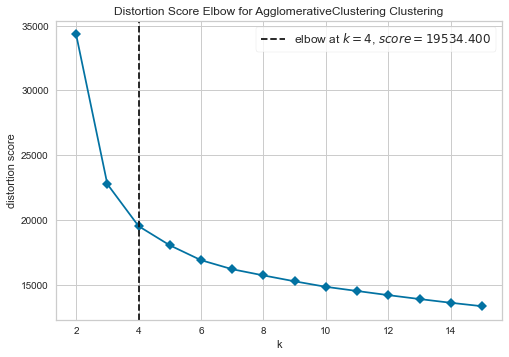 Distortion Score Elbow for AgglomerativeClustering Clustering
elbow at k = 4, score = 19534.400
35000
30000
25000
20000
15000
distortion score
2 4 6 8 10 12 14
k